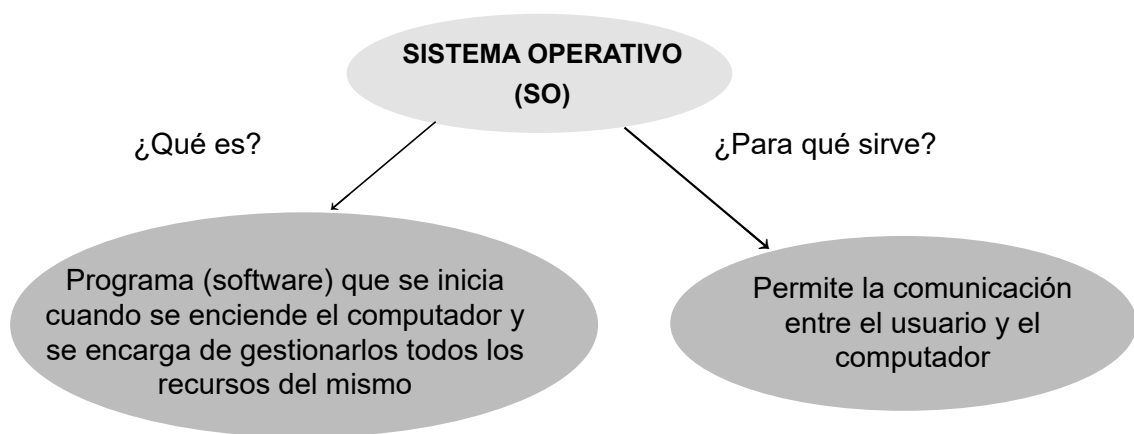 SISTEMA OPERATIVO
(SO)
¿Qué es?
¿Para qué sirve?
Programa (software) que se inicia
cuando se enciende el computador y
se encarga de gestionarlos todos los
recursos del mismo
Permite la comunicación
entre el usuario y el
computador